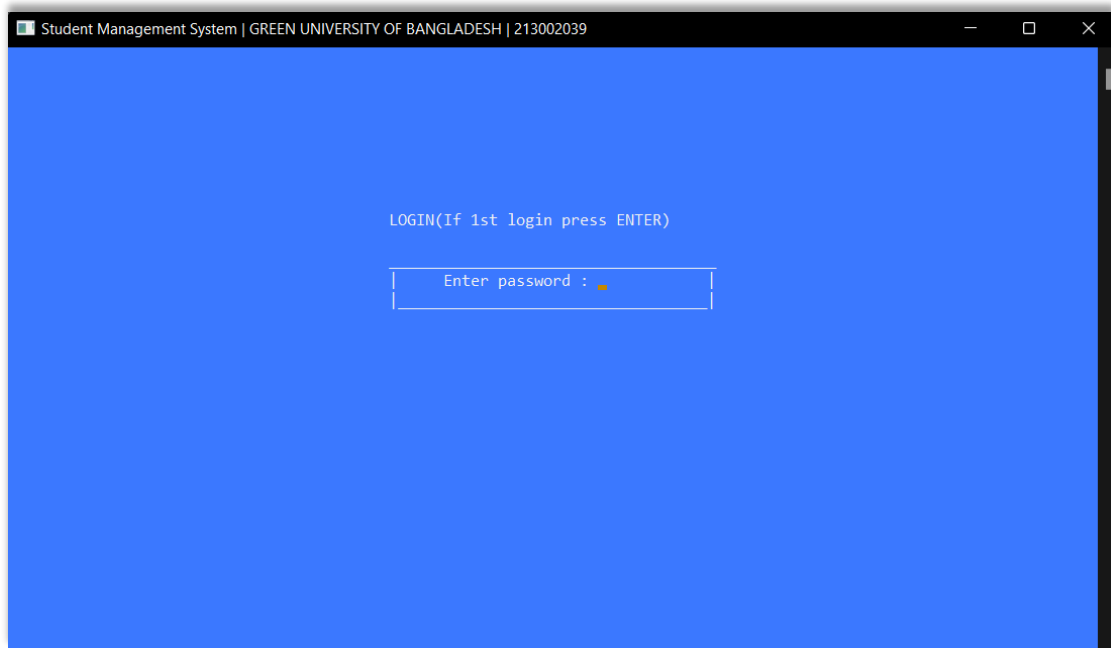 Student Management System | GREEN UNIVERSITY OF BANGLADESH | 213002039
LOGIN(If 1st login press ENTER)
Enter password :